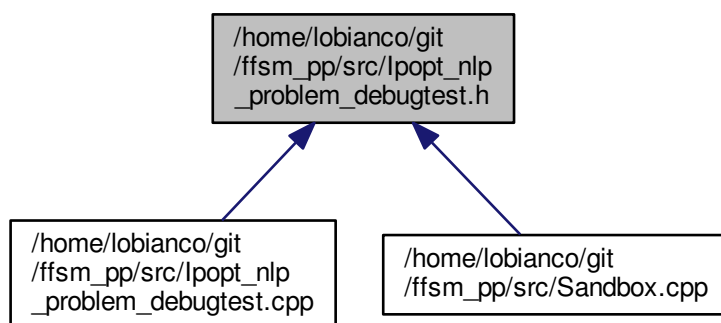 /home/lobianco/git
/ffsm_pp/src/Ipopt_nlp
_problem_debugtest.h
/home/lobianco/git
/ffsm_pp/src/Ipopt_nlp
_problem_debugtest.cpp
/home/lobianco/git
/ffsm_pp/src/Sandbox.cpp